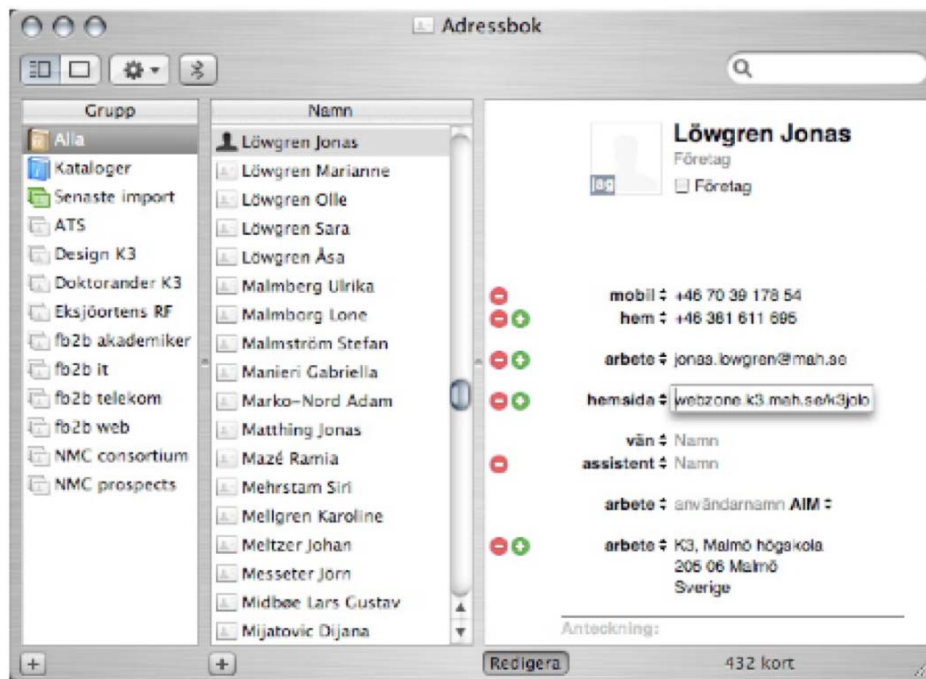 Adressbok
Grupp
Alla
Kataloger
Senaste import
ATS
Design K3
Doktorander K3
Eksjöortens RF
fb2b akademiker
fb2b it
fb2b telekom
fb2b web
NMC consortium
NMC prospects
Namn
Löwgren Jonas
Löwgren Marianne
Löwgren Olle
Löwgren Sara
Löwgren Åsa
Malmberg Ulrika
Malmborg Lone
Malmström Stefan
Manieri Gabriella
Marko-Nord Adam
Matthing Jonas
Mazé Ramia
Mehrstam Siri
Mellgren Karoline
Meltzer Johan
Messeter Jörn
Midbøe Lars Gustav
Mijatovic Dijana
Löwgren Jonas
Företag
jag
Företag
mobil +46 70 39 178 54
hem +46 381 611 695
arbete jonas.lowgren@mah.se
hemsida webzone.k3.mah.se/k3jolo
vän Namn
assistent Namn
arbete användarnamn AIM
arbete K3, Malmö högskola
205 06 Malmö
Sverige
Anteckning:
Redigera
432 kort